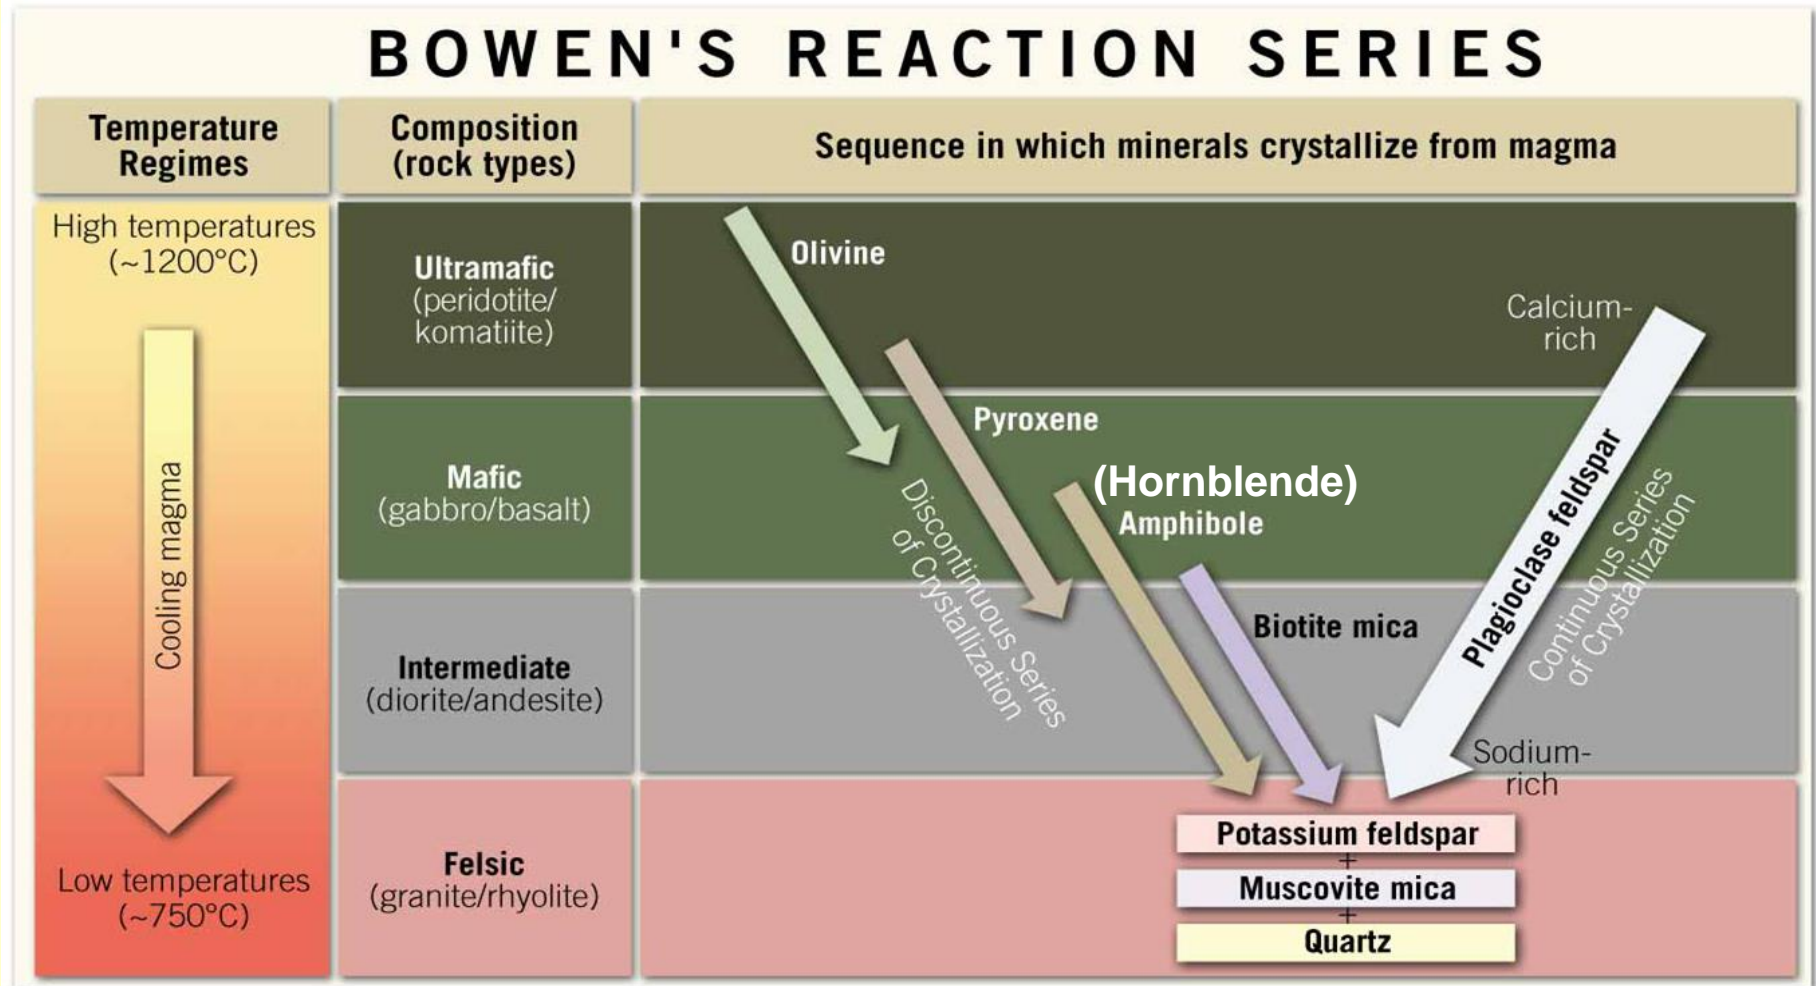 BOWEN'S REACTION SERIES
Temperature
Regimes
Composition
(rock types)
Sequence in which minerals crystallize from magma
High temperatures
(~1200°C)
Cooling magma
Low temperatures
(~750°C)
Ultramafic
(peridotite/
komatiite)
Mafic
(gabbro/basalt)
Intermediate
(diorite/andesite)
Felsic
(granite/rhyolite)
Olivine
Pyroxene
(Hornblende)
Amphibole
Biotite mica
Discontinuous Series
of Crystallization
Calcium-
rich
Plagioclase feldspar
Continuous Series
of Crystallization
Sodium-
rich
Potassium feldspar
+
Muscovite mica
+
Quartz